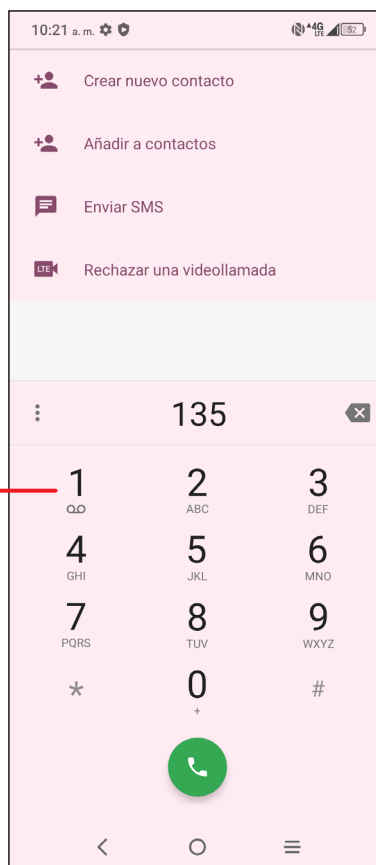 10:21 a. m.
4G LTE 52
Crear nuevo contacto
Añadir a contactos
Enviar SMS
LTE Rechazar una videollamada
135
1 2 3
ABC DEF
4 5 6
GHI JKL MNO
7 8 9
PQRS TUV WXYZ
* 0 #
+